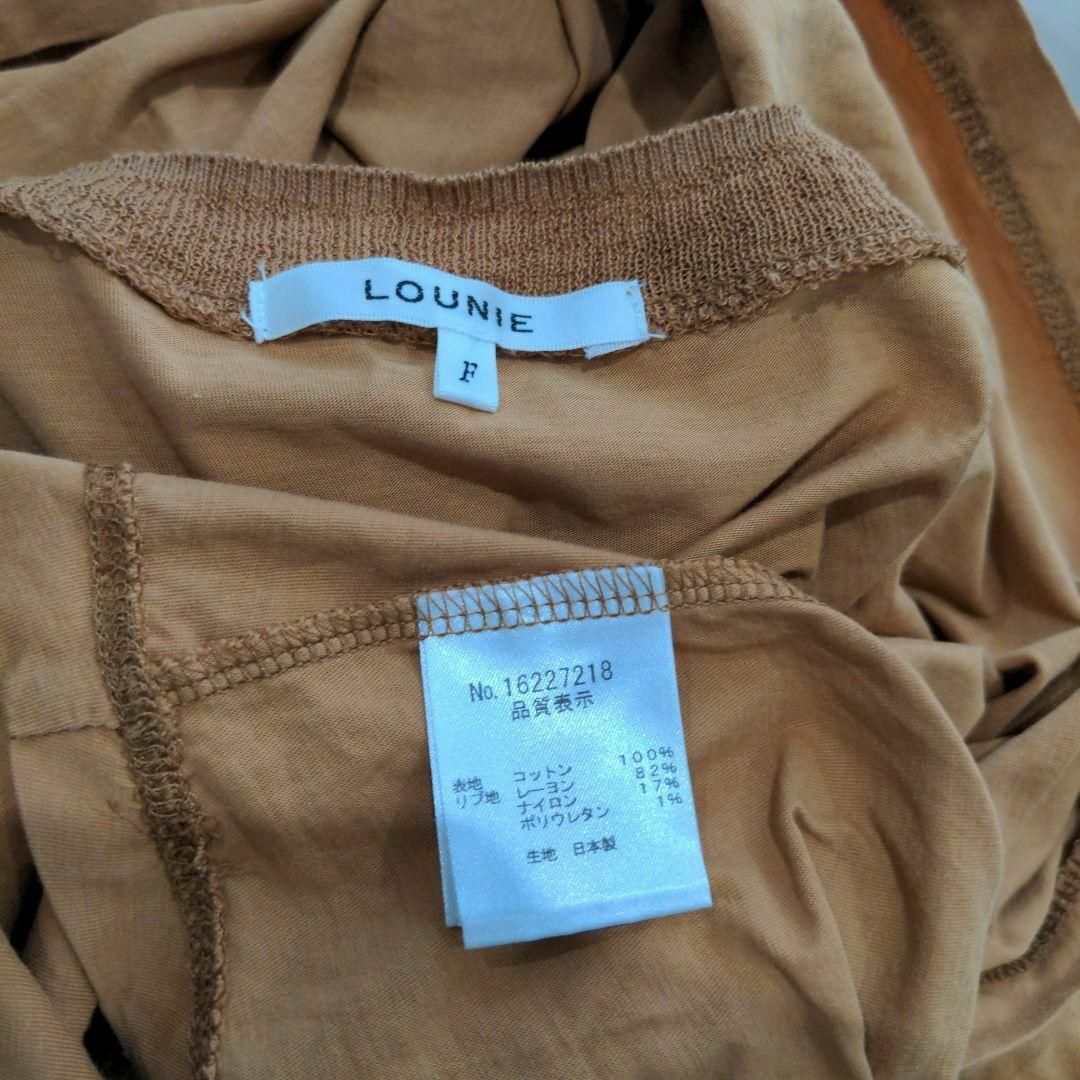 LOUNIE
F
No. 16227218
品質表示
表地 コットン 100%
リブ地 レーヨン 82%
ナイロン 17%
ポリウレタン 1%
生地 日本製